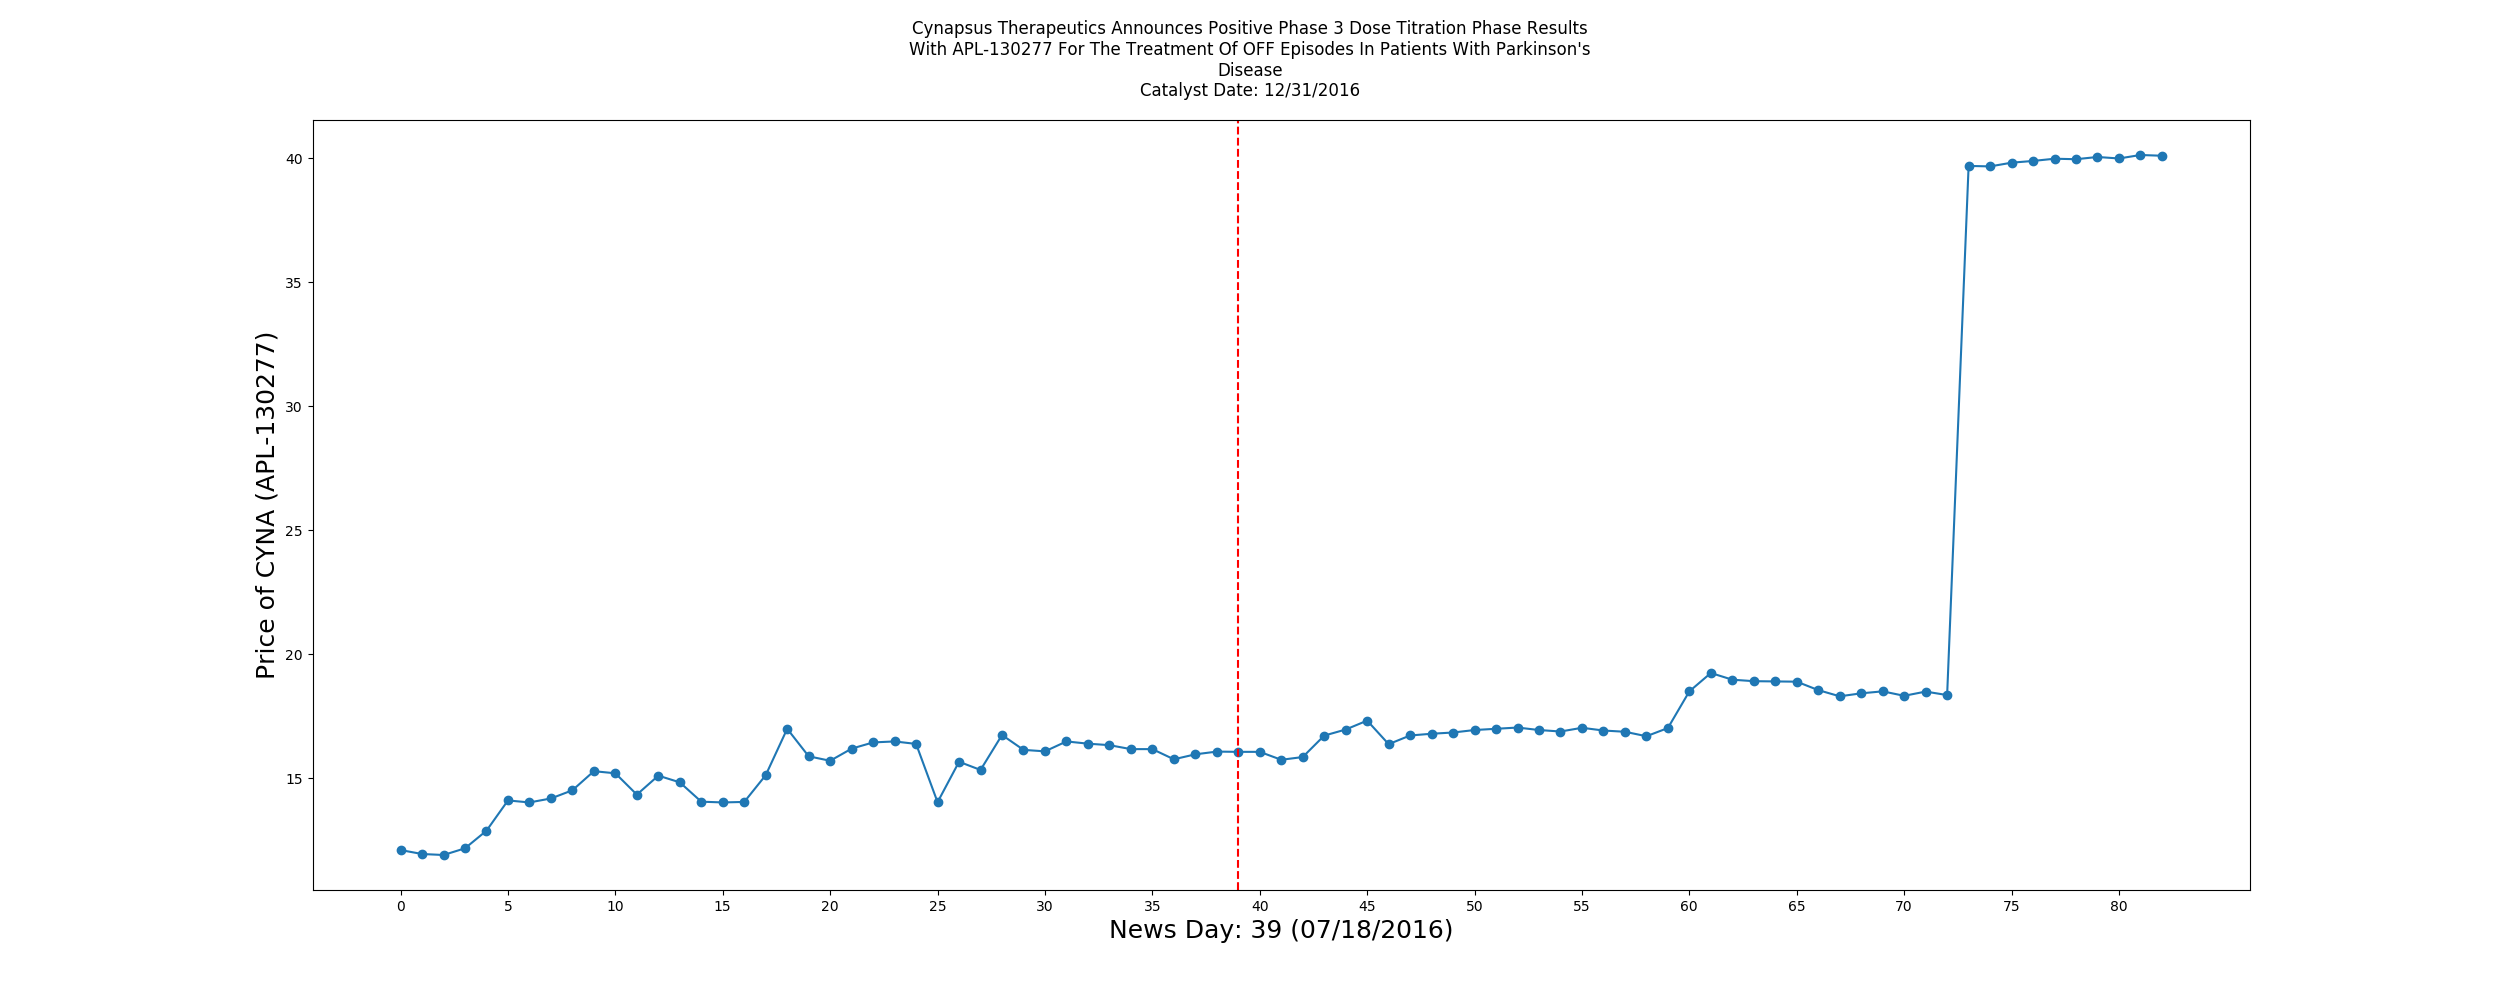 Cynapsus Therapeutics Announces Positive Phase 3 Dose Titration Phase Results
With APL-130277 For The Treatment Of OFF Episodes In Patients With Parkinson's
Disease
Catalyst Date: 12/31/2016
40
35
30
25
20
15
Price of CYNA (APL-130277)
0 5 10 15 20 25 30 35 40 45 50 55 60 65 70 75 80
News Day: 39 (07/18/2016)